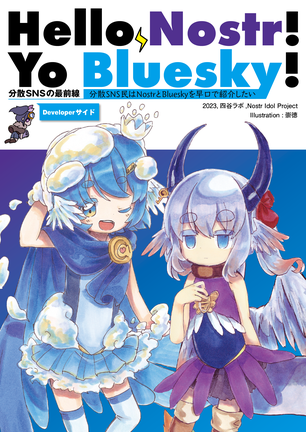 Hello, Nostr!
Yo Bluesky!
分散SNSの最前線
分散SNS民はNostrとBlueskyを早口で紹介したい
Developerサイド
2023, 四谷ラボ ,Nostr Idol Project
Illustration : 崇徳